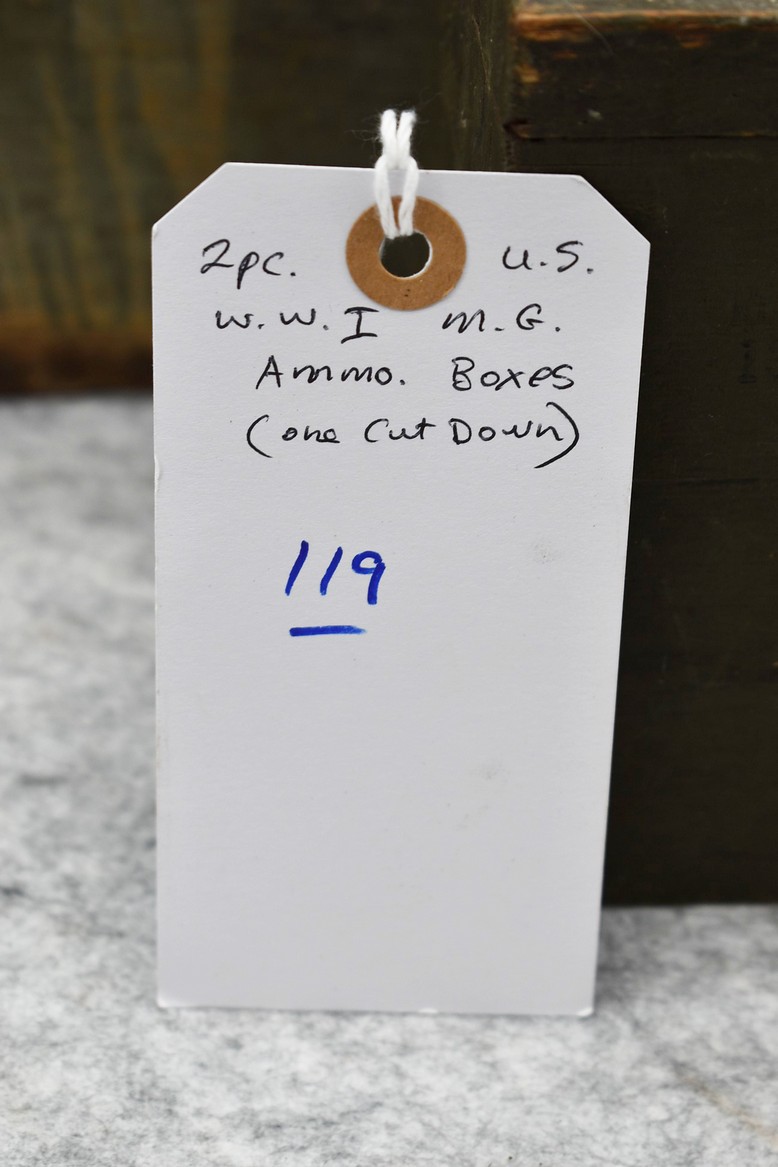 2pc. U.S.
W.W.I M.G.
Ammo. Boxes
(one Cut Down)
119